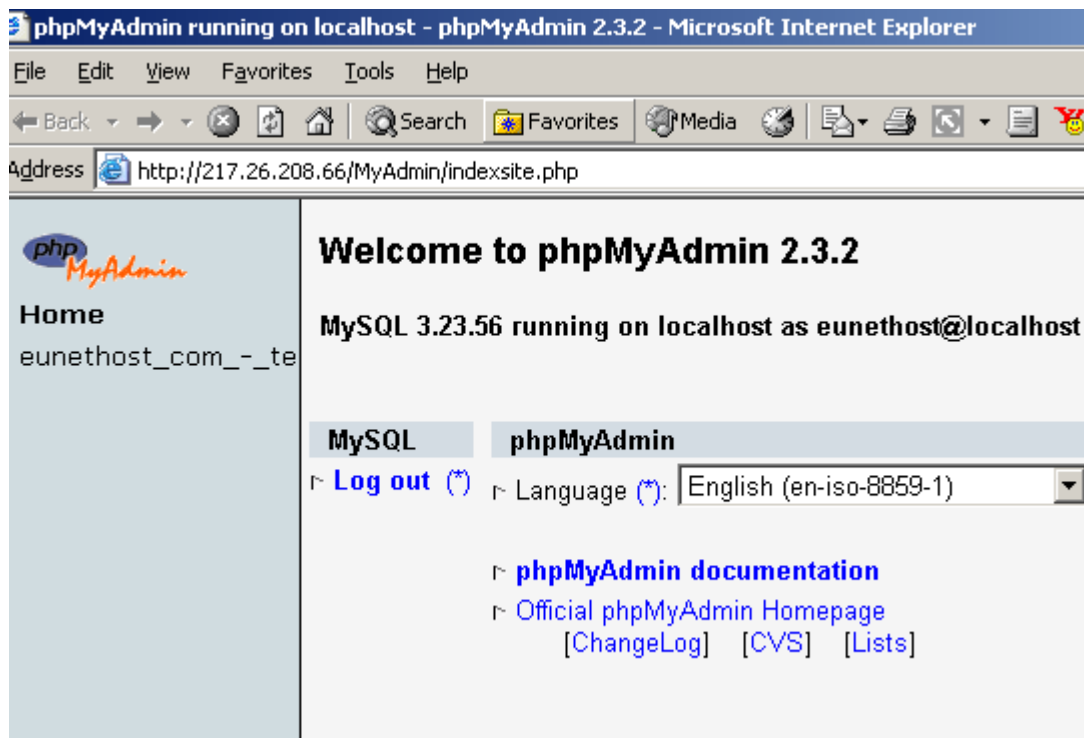 phpMyAdmin running on localhost - phpMyAdmin 2.3.2 - Microsoft Internet Explorer
File Edit View Favorites Tools Help
Back Search Favorites Media
Address http://217.26.208.66/MyAdmin/indexsite.php
php
MyAdmin
Home
eunethost_com_-_te
Welcome to phpMyAdmin 2.3.2
MySQL 3.23.56 running on localhost as eunethost@localhost
MySQL
Log out (*)
phpMyAdmin
Language (*): English (en-iso-8859-1)
phpMyAdmin documentation
Official phpMyAdmin Homepage
[ChangeLog] [CVS] [Lists]